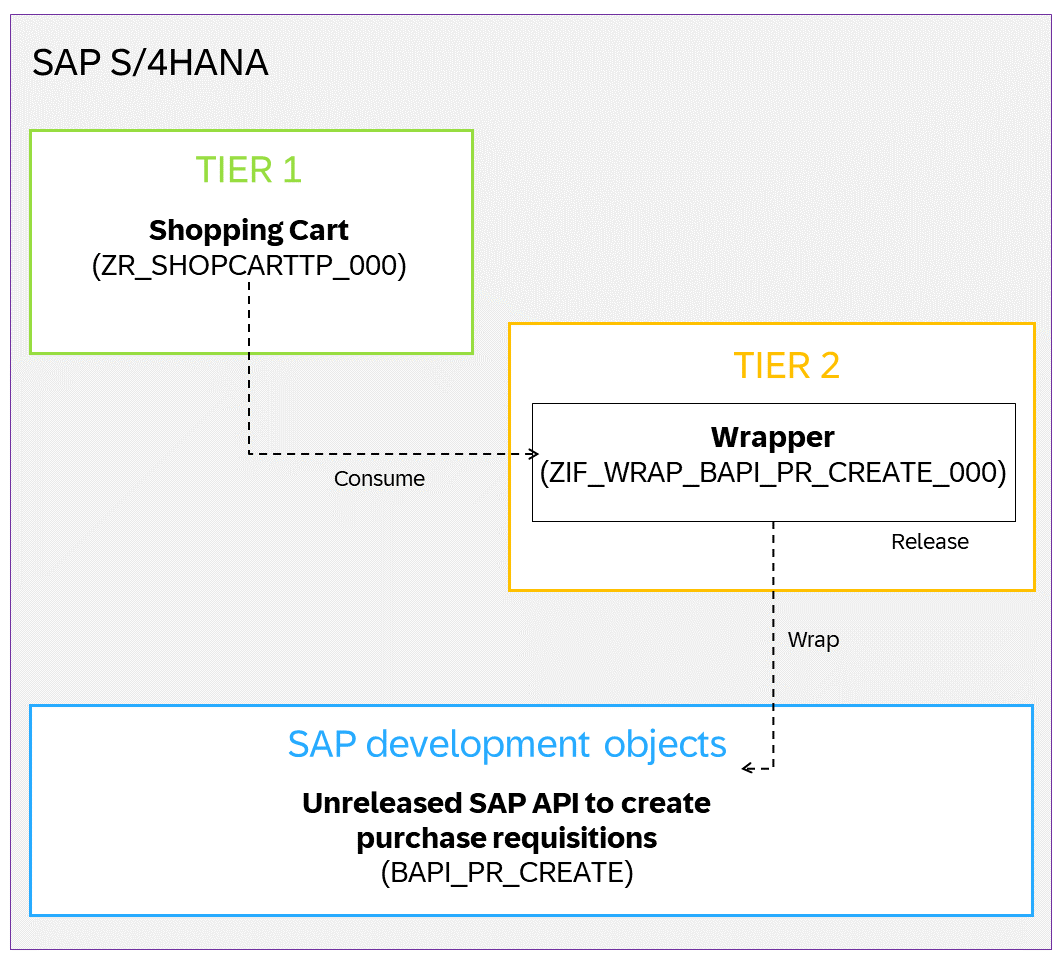 SAP S/4HANA
TIER 1
Shopping Cart
(ZR_SHOPCARTTP_000)
TIER 2
Wrapper
(ZIF_WRAP_BAPI_PR_CREATE_000)
Consume
Release
Wrap
SAP development objects
Unreleased SAP API to create
purchase requisitions
(BAPI_PR_CREATE)